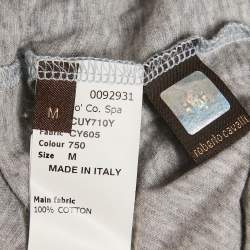 M
0092931
o' Co. Spa
CUY710Y
Fabric CY605
Colour 750
Size M
MADE IN ITALY
Main fabric
100% COTTON
roberto cavalli